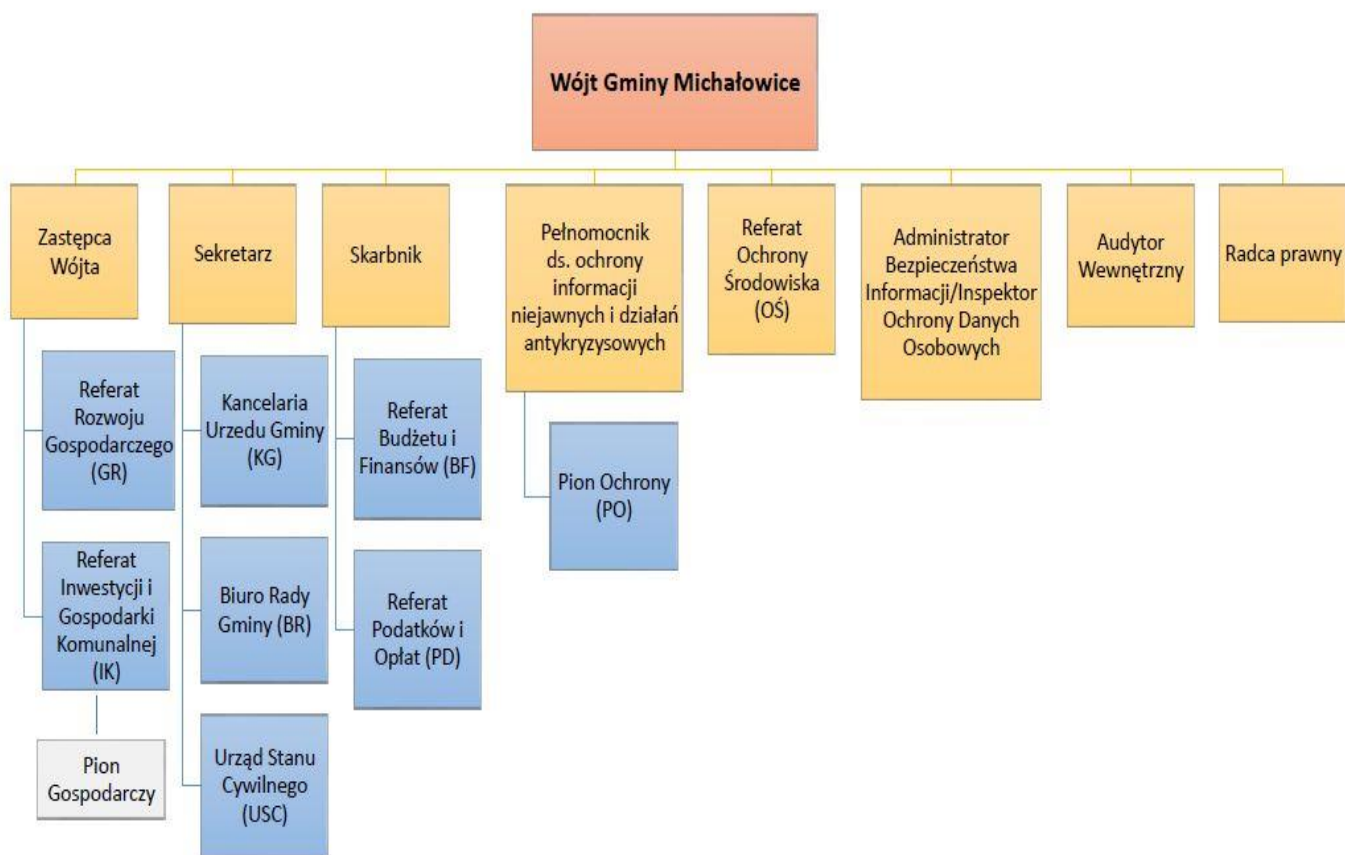 Wójt Gminy Michałowice
Zastępca
Wójta
Sekretarz
Skarbnik
Pełnomocnik
ds. ochrony
informacji
niejawnych i działań
antykryzysowych
Referat
Ochrony
Środowiska
(OŚ)
Administrator
Bezpieczeństwa
Informacji/Inspektor
Ochrony Danych
Osobowych
Audytor
Wewnętrzny
Radca prawny
Referat
Rozwoju
Gospodarczego
(GR)
Kancelaria
Urzedu Gminy
(KG)
Referat
Budżetu i
Finansów (BF)
Pion Ochrony
(PO)
Referat
Inwestycji i
Gospodarki
Komunalnej
(IK)
Biuro Rady
Gminy (BR)
Referat
Podatków i
Opłat (PD)
Pion
Gospodarczy
Urząd Stanu
Cywilnego
(USC)